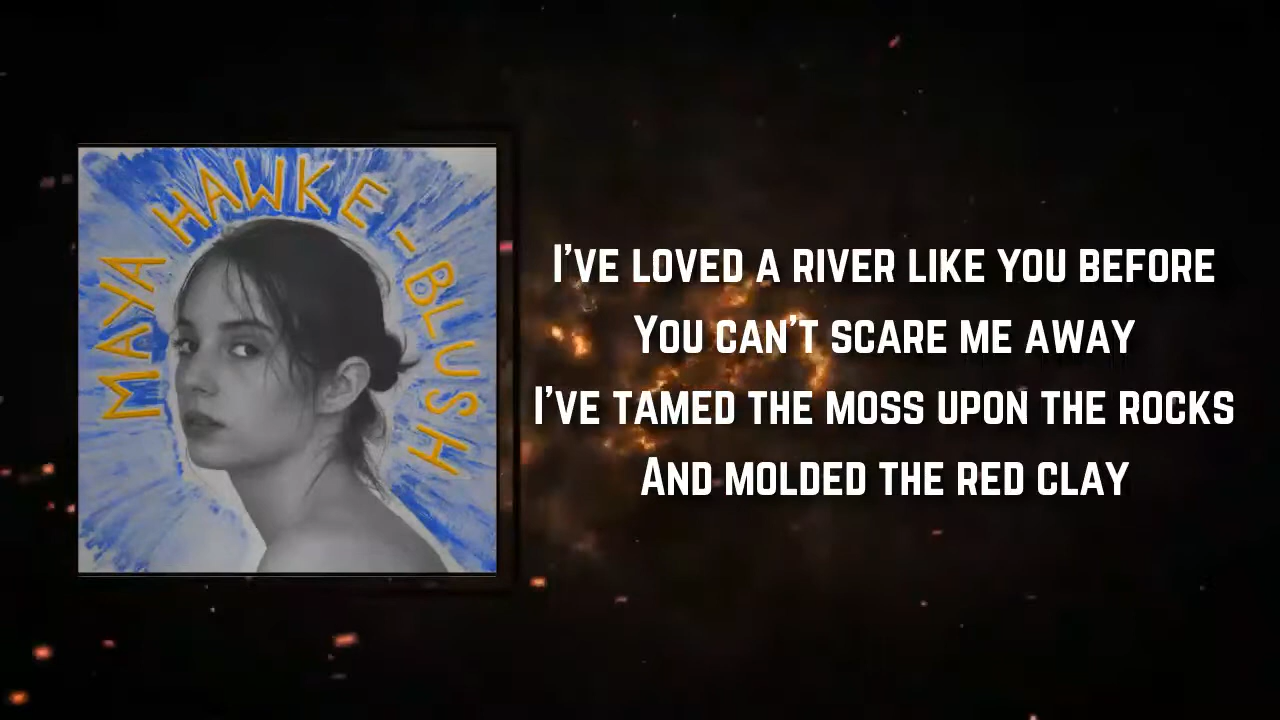 MAYA HAWKE - BLUSH
I'VE LOVED A RIVER LIKE YOU BEFORE
YOU CAN'T SCARE ME AWAY
I'VE TAMED THE MOSS UPON THE ROCKS
AND MOLDED THE RED CLAY